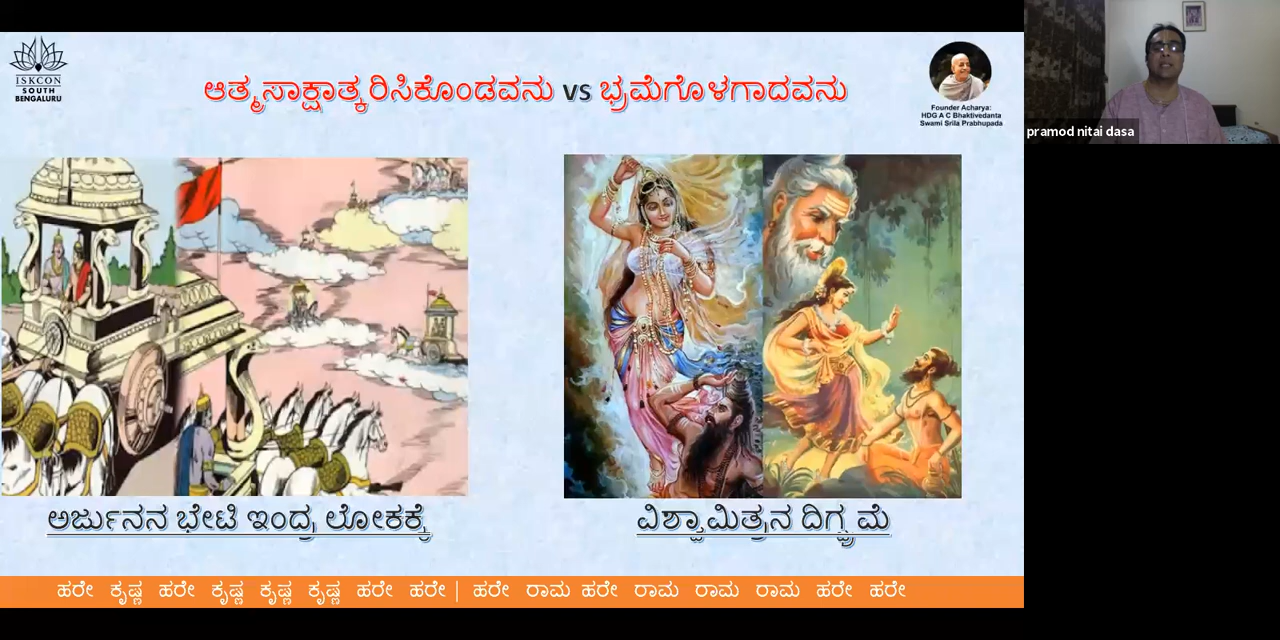 ISKCON
SOUTH
BENGALURU
ಆತ್ಮಸಾಕ್ಷಾತ್ಕರಿಸಿಕೊಂಡವನು vs ಭ್ರಮೆಗೊಳಗಾದವನು
Founder Acharya:
HDG A C Bhaktivedanta
Swami Srila Prabhupada
pramod nitai dasa
ಅರ್ಜುನನ ಭೇಟಿ ಇಂದ್ರ ಲೋಕಕ್ಕೆ
ವಿಶ್ವಾಮಿತ್ರನ ದಿಗ್ಭ್ರಮೆ
ಹರೇ ಕೃಷ್ಣ ಹರೇ ಕೃಷ್ಣ ಕೃಷ್ಣ ಕೃಷ್ಣ ಹರೇ ಹರೇ | ಹರೇ ರಾಮ ಹರೇ ರಾಮ ರಾಮ ರಾಮ ಹರೇ ಹರೇ